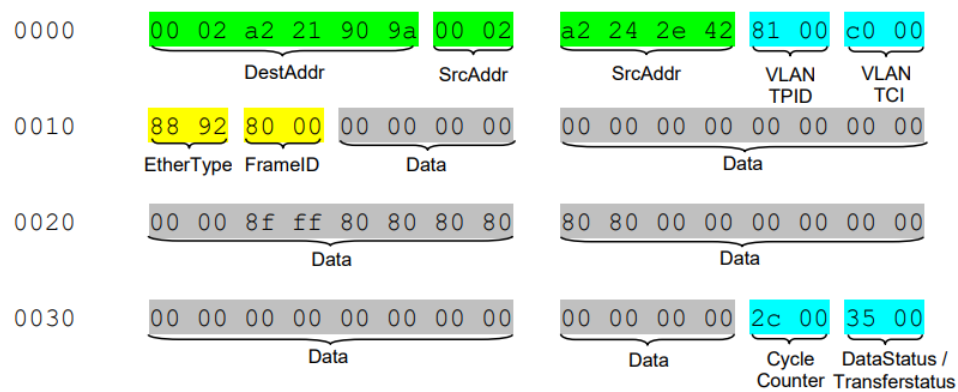 0000 00 02 a2 21 90 9a 00 02 a2 24 2e 42 81 00 c0 00
DestAddr SrcAddr SrcAddr VLAN TPID VLAN TCI
0010 88 92 80 00 00 00 00 00 00 00 00 00 00 00 00 00
EtherType FrameID Data Data
0020 00 00 8f ff 80 80 80 80 80 80 00 00 00 00 00 00
Data Data
0030 00 00 00 00 00 00 00 00 00 00 00 00 2c 00 35 00
Data Data Cycle Counter DataStatus / Transferstatus